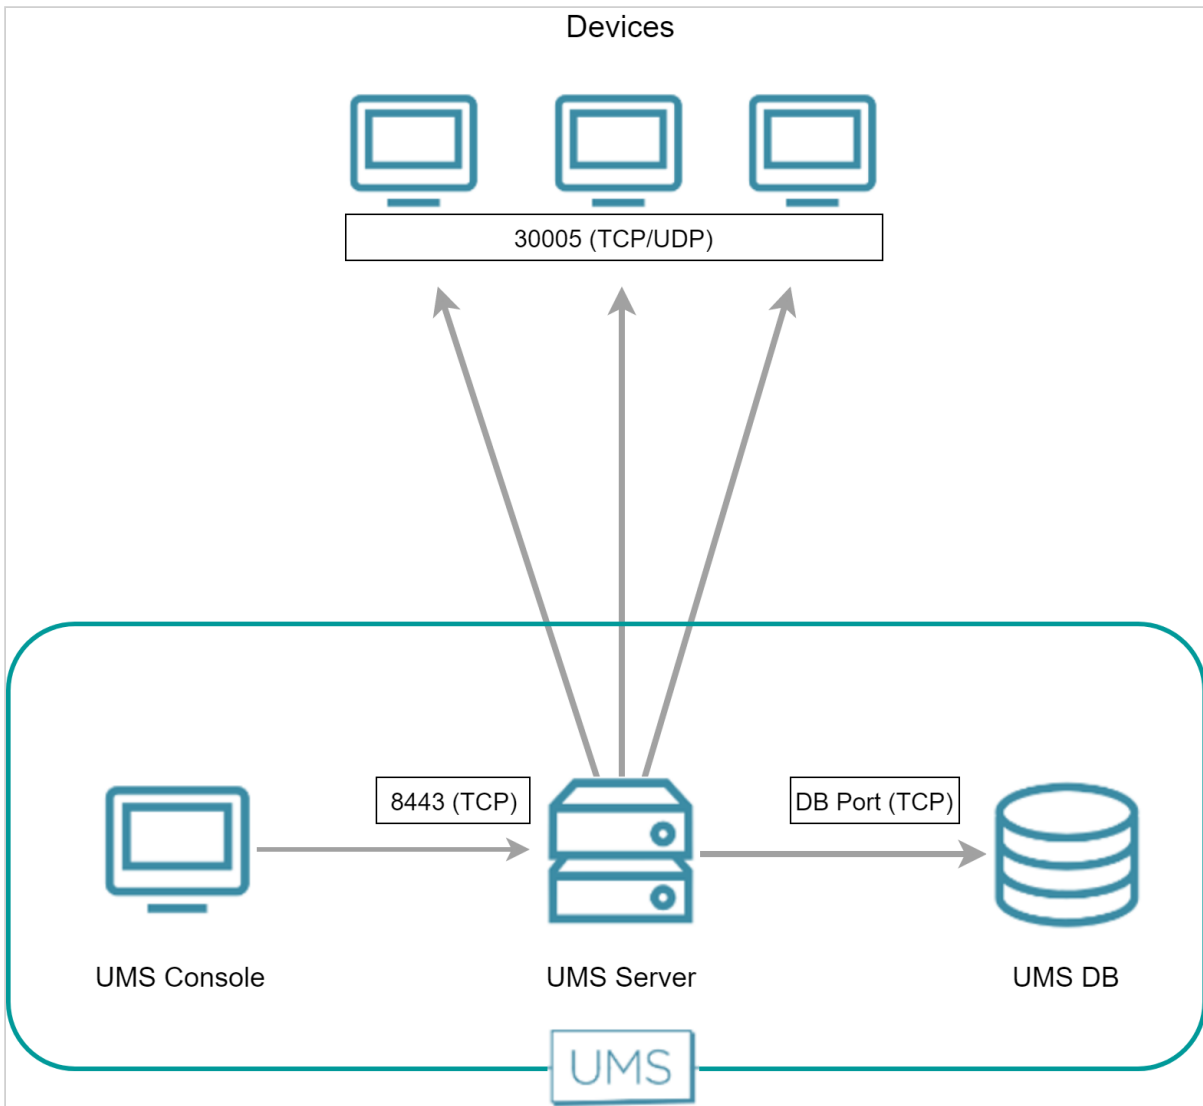 Devices
30005 (TCP/UDP)
8443 (TCP)
DB Port (TCP)
UMS Console
UMS Server
UMS DB
UMS